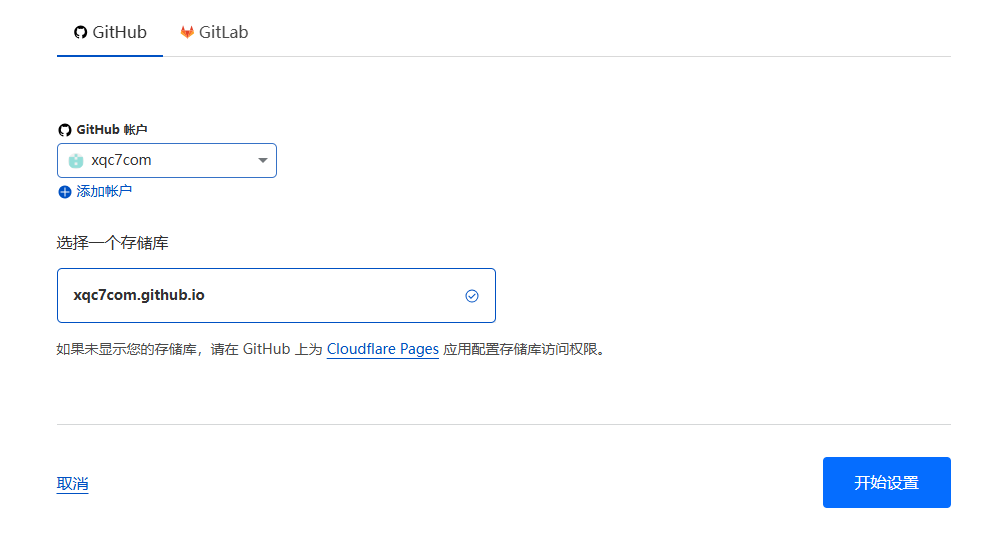 GitHub GitLab
GitHub 帐户
xqc7com
添加帐户
选择一个存储库
xqc7com.github.io
如果未显示您的存储库，请在 GitHub 上为 Cloudflare Pages 应用配置存储库访问权限。
取消 开始设置